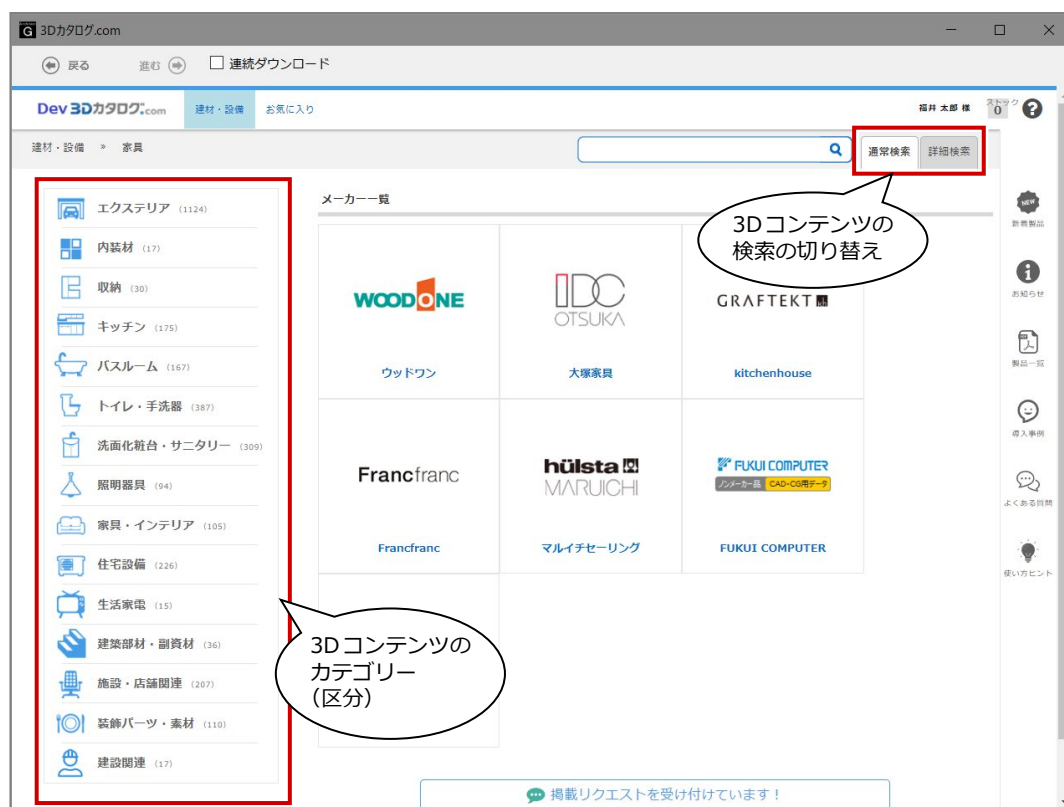 G 3Dカタログ.com
戻る 進む 連続ダウンロード
Dev 3Dカタログ.com 建材・設備 お気に入り 福井 太郎 様 ストック 0 ?
建材・設備 » 家具 通常検索 詳細検索
エクステリア (1124)
内装材 (17)
収納 (30)
キッチン (175)
バスルーム (167)
トイレ・手洗器 (387)
洗面化粧台・サニタリー (309)
照明器具 (94)
家具・インテリア (105)
住宅設備 (226)
生活家電 (15)
建築部材・副資材 (36)
施設・店舗関連 (207)
装飾パーツ・素材 (110)
建設関連 (17)
メーカー一覧
3Dコンテンツの
検索の切り替え
WOODONE
ウッドワン
IDC
OTSUKA
大塚家具
GRAFTEKT
kitchenhouse
Francfranc
Francfranc
hülsta
MARUICHI
マルイチセーリング
FUKUI COMPUTER
ノンメーカー品 CAD・CG用データ
FUKUI COMPUTER
3Dコンテンツの
カテゴリー
（区分）
掲載リクエストを受け付けています！
NEW
新着製品
お知らせ
製品一覧
導入事例
よくある質問
使い方ヒント